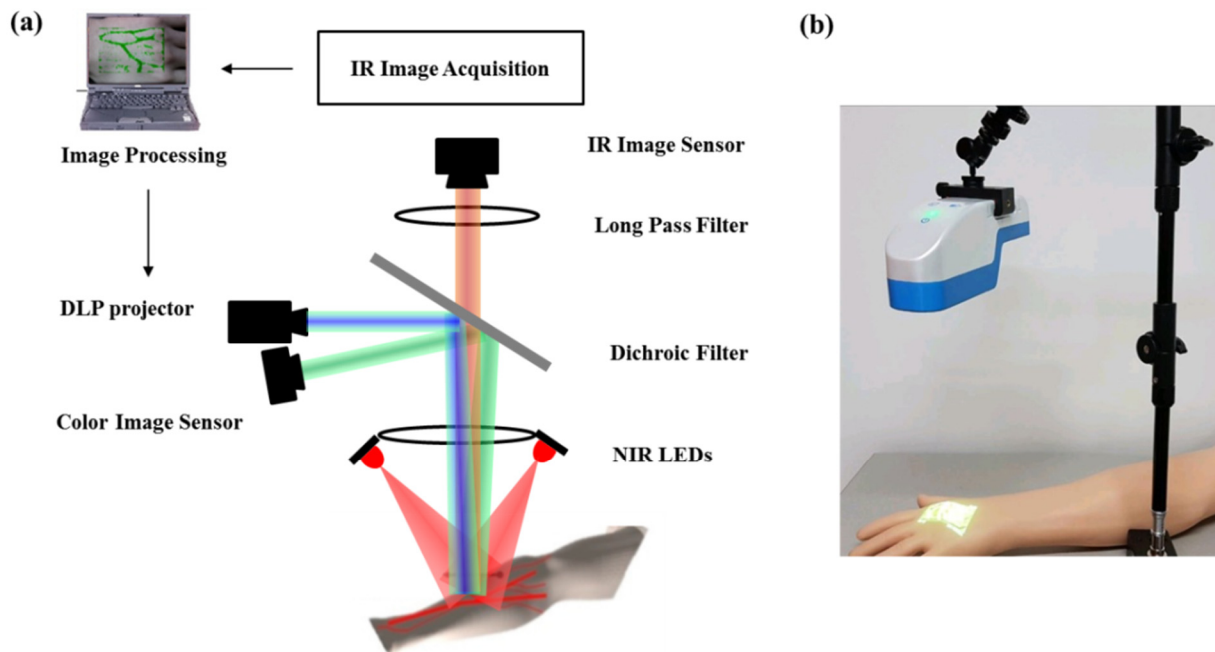 (a)
(b)
IR Image Acquisition
Image Processing
IR Image Sensor
Long Pass Filter
DLP projector
Dichroic Filter
Color Image Sensor
NIR LEDs